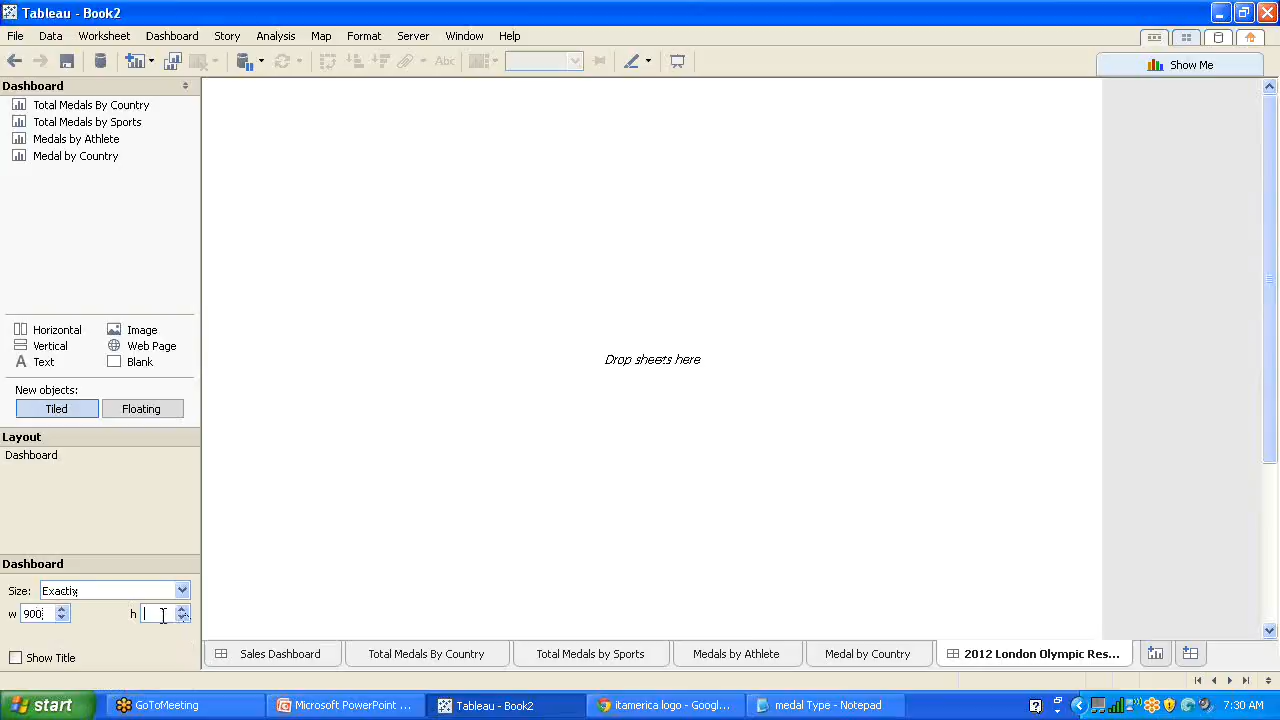 Tableau - Book2
File Data Worksheet Dashboard Story Analysis Map Format Server Window Help
Abc
Show Me
Dashboard
Total Medals By Country
Total Medals by Sports
Medals by Athlete
Medal by Country
Drop sheets here
Horizontal Image
Vertical Web Page
A Text Blank
New objects:
Tiled Floating
Layout
Dashboard
Dashboard
Size: Exactly
w 900 h
Show Title
Sales Dashboard Total Medals By Country Total Medals by Sports Medals by Athlete Medal by Country 2012 London Olympic Res...
start GoToMeeting Microsoft PowerPoint ... Tableau - Book2 itamerica logo - Googl... medal Type - Notepad 7:30 AM